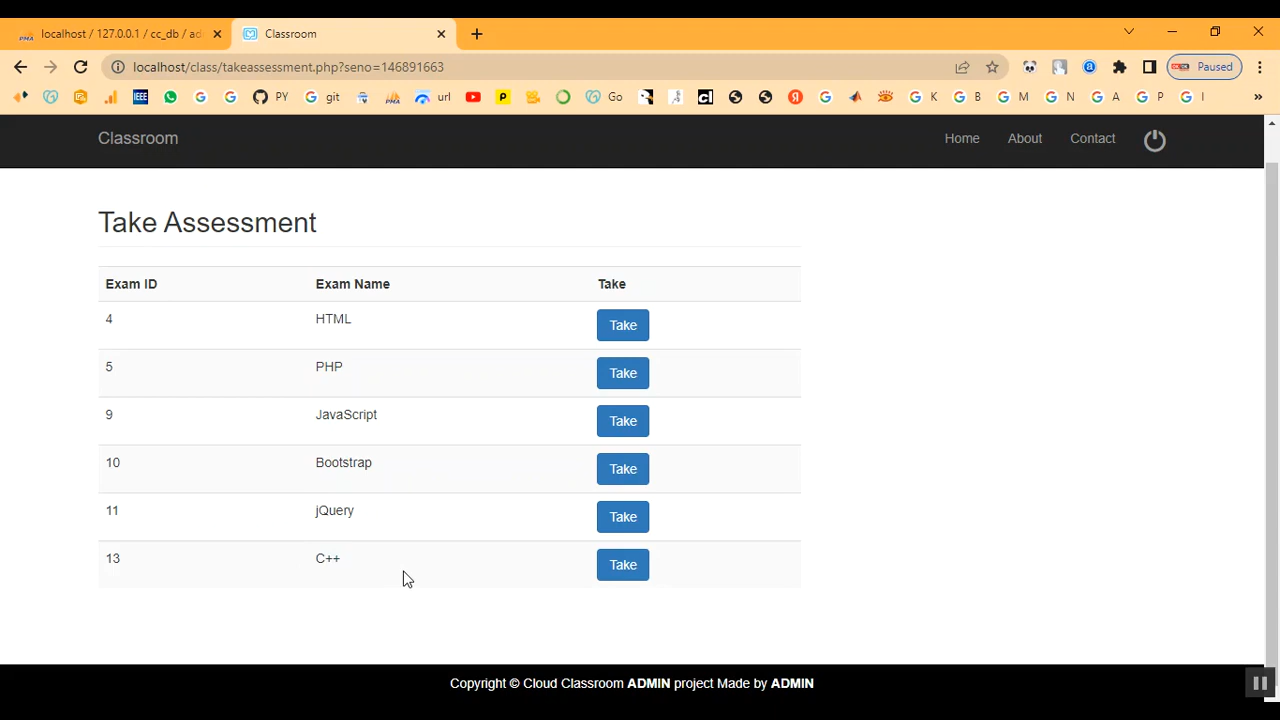 localhost / 127.0.0.1 / cc_db / ad
Classroom
localhost/class/takeassessment.php?seno=146891663
Paused
PY
git
url
Go
K
B
M
N
A
P
I
Classroom
Home
About
Contact
Take Assessment
Exam ID Exam Name Take
4 HTML Take
5 PHP Take
9 JavaScript Take
10 Bootstrap Take
11 jQuery Take
13 C++ Take
Copyright © Cloud Classroom ADMIN project Made by ADMIN